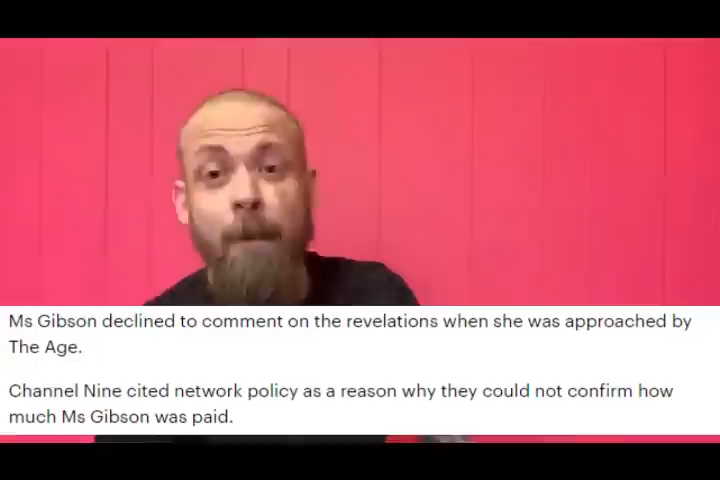 Ms Gibson declined to comment on the revelations when she was approached by
The Age.
Channel Nine cited network policy as a reason why they could not confirm how
much Ms Gibson was paid.